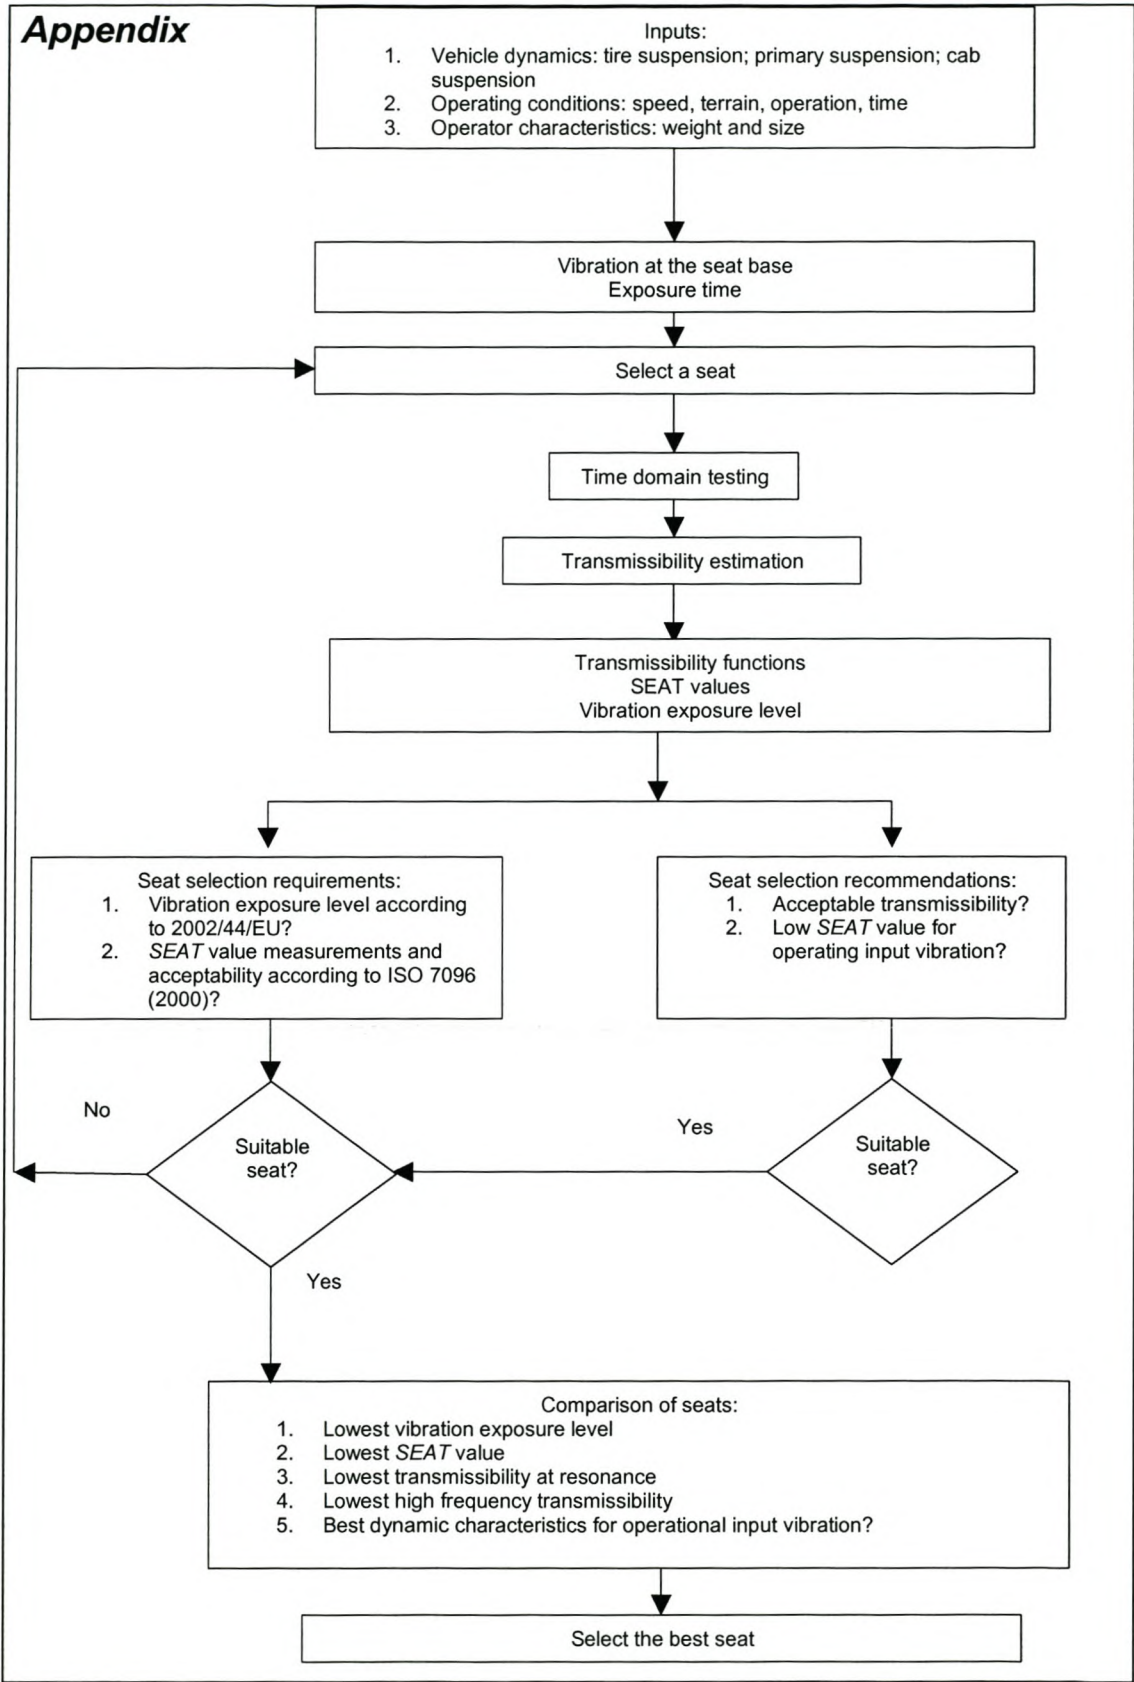 Appendix
Inputs:
1. Vehicle dynamics: tire suspension; primary suspension; cab
suspension
2. Operating conditions: speed, terrain, operation, time
3. Operator characteristics: weight and size
Vibration at the seat base
Exposure time
Select a seat
Time domain testing
Transmissibility estimation
Transmissibility functions
SEAT values
Vibration exposure level
Seat selection requirements:
1. Vibration exposure level according
to 2002/44/EU?
2. SEAT value measurements and
acceptability according to ISO 7096
(2000)?
Seat selection recommendations:
1. Acceptable transmissibility?
2. Low SEAT value for
operating input vibration?
No
Suitable
seat?
Yes
Suitable
seat?
Yes
Comparison of seats:
1. Lowest vibration exposure level
2. Lowest SEAT value
3. Lowest transmissibility at resonance
4. Lowest high frequency transmissibility
5. Best dynamic characteristics for operational input vibration?
Select the best seat